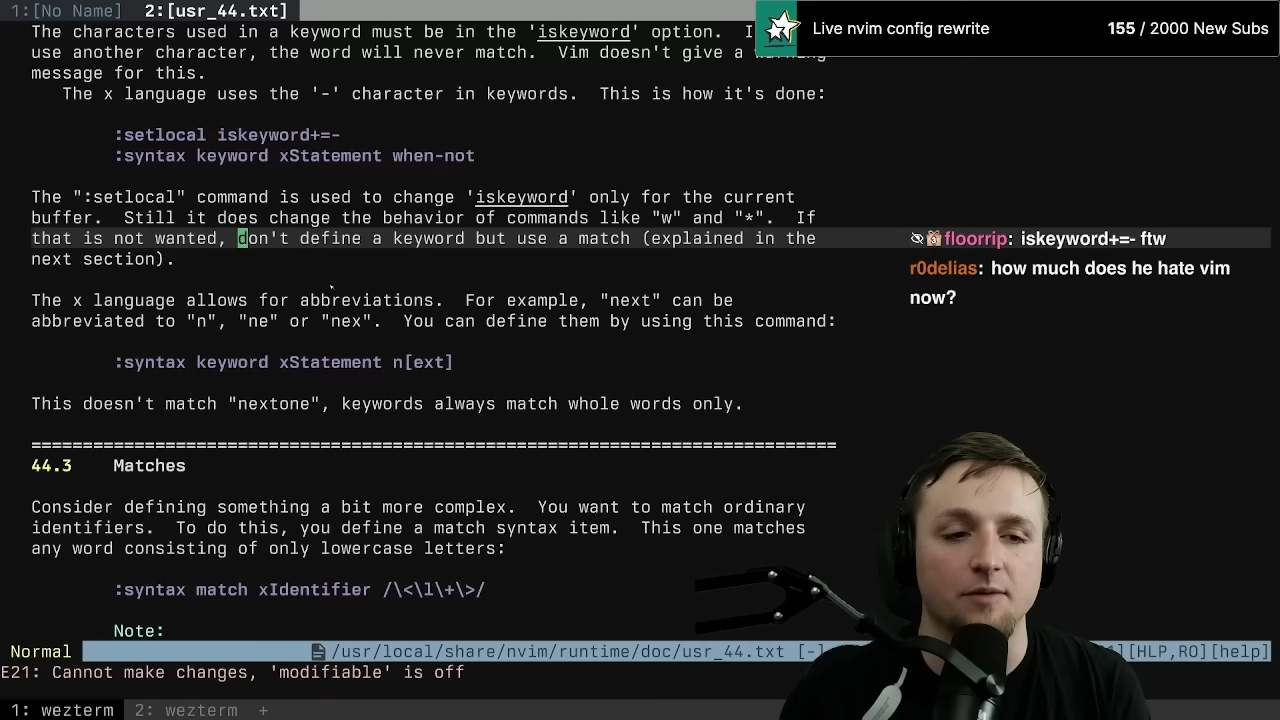 1:[No Name]  2:[usr_44.txt]
Live nvim config rewrite
155 / 2000 New Subs
The characters used in a keyword must be in the 'iskeyword' option.
use another character, the word will never match.  Vim doesn't give a warning
message for this.
The x language uses the '-' character in keywords.  This is how it's done:
:setlocal iskeyword+=-
:syntax keyword xStatement when-not
The ":setlocal" command is used to change 'iskeyword' only for the current
buffer.  Still it does change the behavior of commands like "w" and "*".  If
that is not wanted, don't define a keyword but use a match (explained in the
next section).
floorrip: iskeyword+=- ftw
r0delias: how much does he hate vim
now?
The x language allows for abbreviations.  For example, "next" can be
abbreviated to "n", "ne" or "nex".  You can define them by using this command:
:syntax keyword xStatement n[ext]
This doesn't match "nextone", keywords always match whole words only.
================================================================================
44.3    Matches
Consider defining something a bit more complex.  You want to match ordinary
identifiers.  To do this, you define a match syntax item.  This one matches
any word consisting of only lowercase letters:
:syntax match xIdentifier /\<\l\+\>/
Note:
Normal  /usr/local/share/nvim/runtime/doc/usr_44.txt [-]  [HLP,RO][help]
E21: Cannot make changes, 'modifiable' is off
1: wezterm  2: wezterm  +